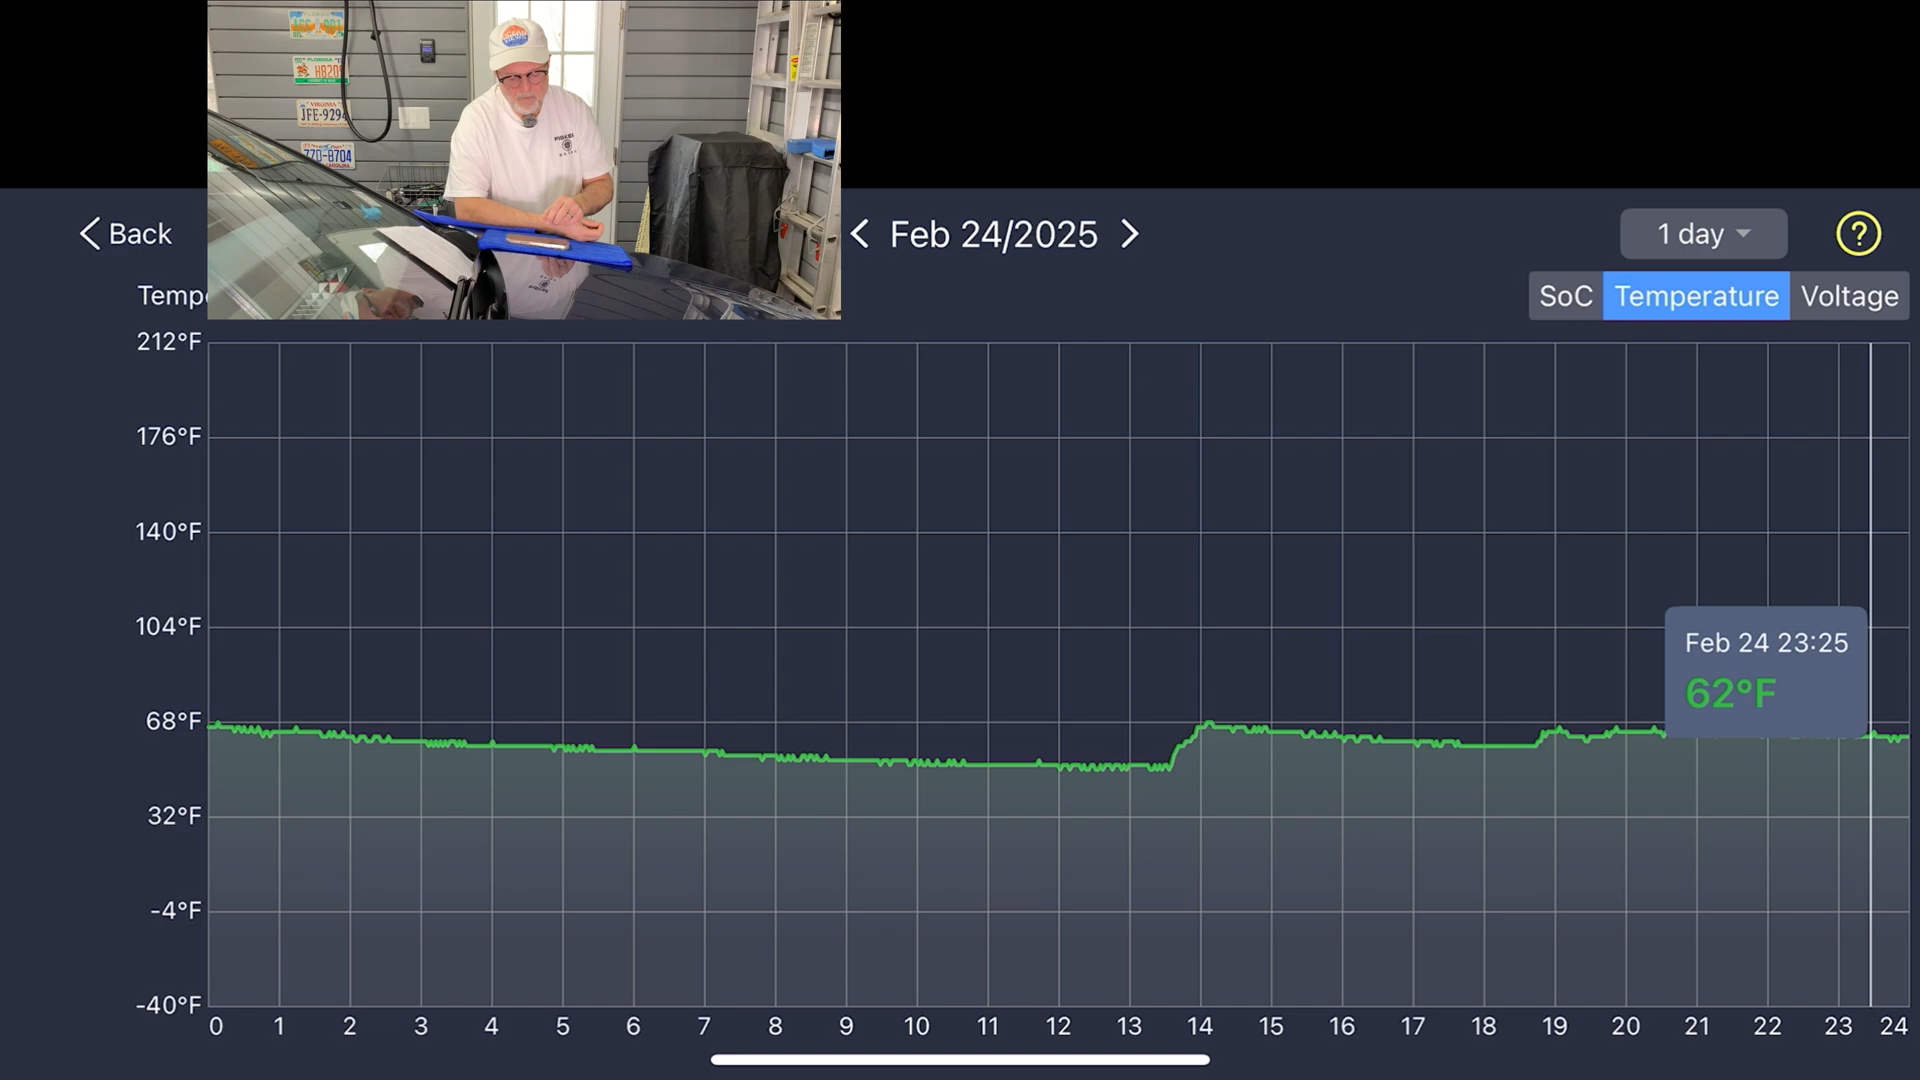 JFE-9294
77D-8704
Back
Feb 24/2025
1 day
?
Temp
SoC
Temperature
Voltage
212°F
176°F
140°F
104°F
68°F
32°F
-4°F
-40°F
Feb 24 23:25
62°F
0 1 2 3 4 5 6 7 8 9 10 11 12 13 14 15 16 17 18 19 20 21 22 23 24